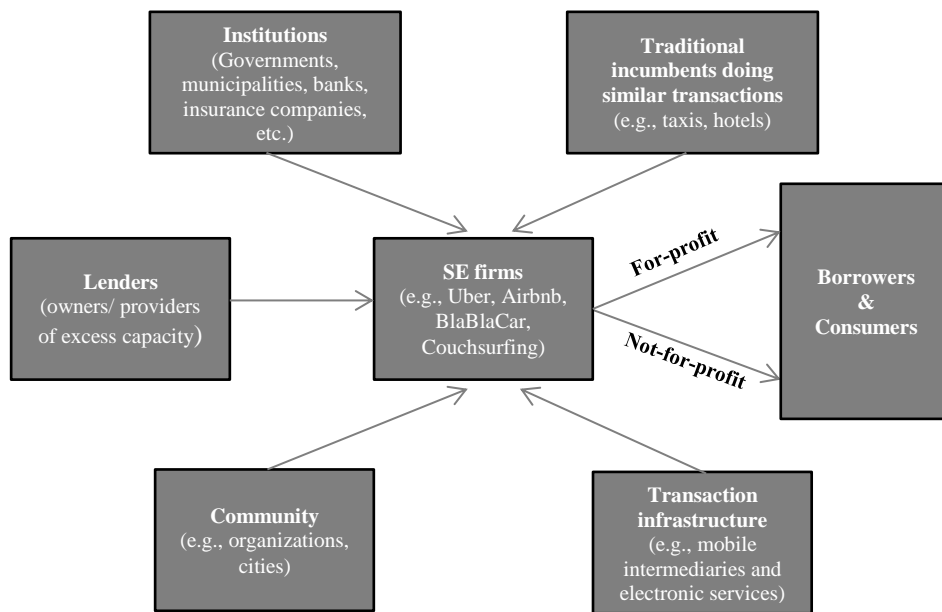 Institutions
(Governments,
municipalities, banks,
insurance companies,
etc.)
Traditional
incumbents doing
similar transactions
(e.g., taxis, hotels)
Lenders
(owners/ providers
of excess capacity)
SE firms
(e.g., Uber, Airbnb,
BlaBlaCar,
Couchsurfing)
For-profit
Not-for-profit
Borrowers
&
Consumers
Community
(e.g., organizations,
cities)
Transaction
infrastructure
(e.g., mobile
intermediaries and
electronic services)